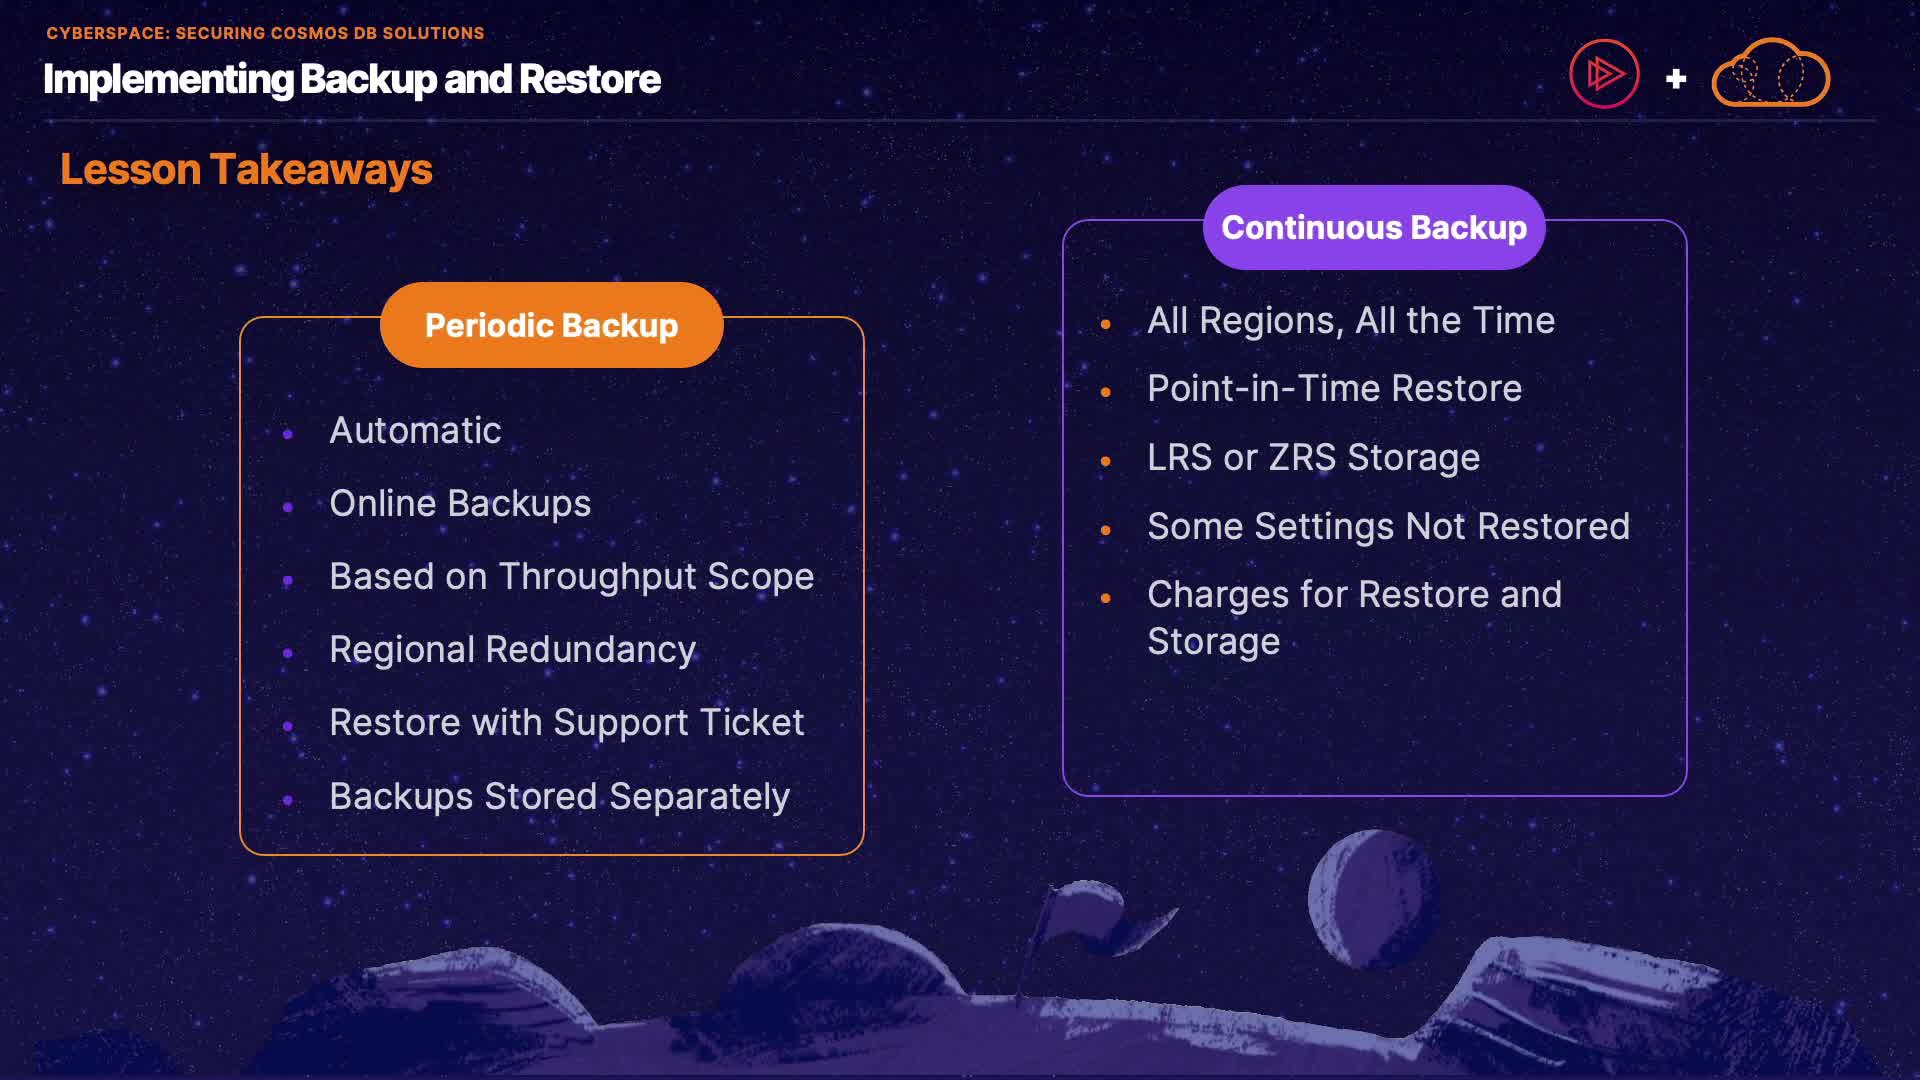 CYBERSPACE: SECURING COSMOS DB SOLUTIONS
Implementing Backup and Restore
+
Lesson Takeaways
Periodic Backup
Automatic
Online Backups
Based on Throughput Scope
Regional Redundancy
Restore with Support Ticket
Backups Stored Separately
Continuous Backup
All Regions, All the Time
Point-in-Time Restore
LRS or ZRS Storage
Some Settings Not Restored
Charges for Restore and
Storage